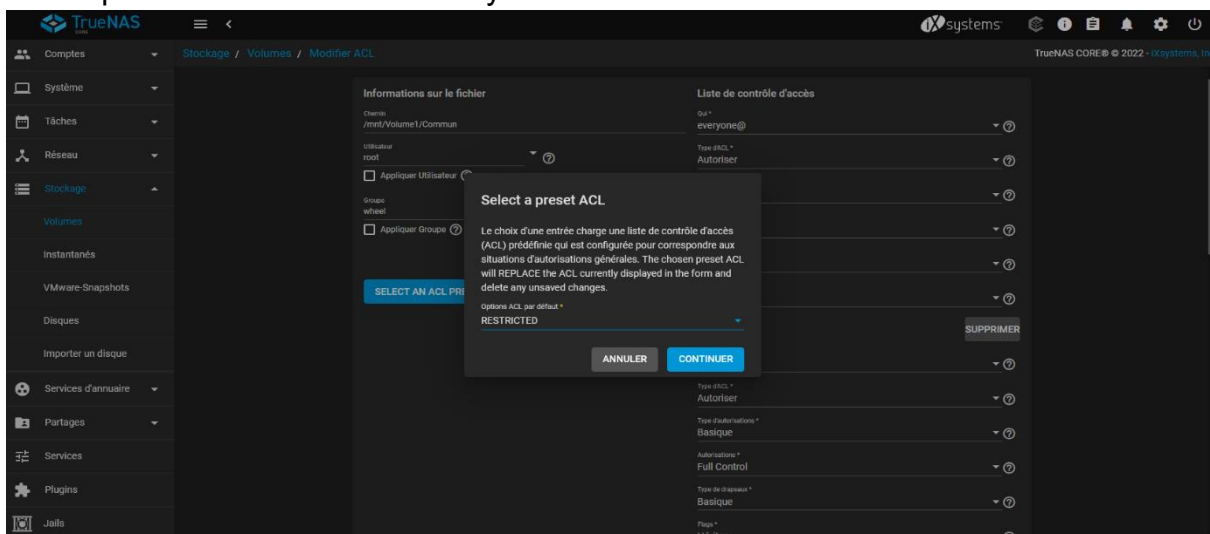 TrueNAS
CORE
iXsystems
Comptes
Stockage / Volumes / Modifier ACL
TrueNAS CORE® © 2022 - iXsystems, In
Système
Informations sur le fichier
Liste de contrôle d'accès
Chemin
/mnt/Volume1/Commun
Qui *
everyone@
Tâches
Utilisateur
root
Type d'ACL *
Autoriser
Réseau
Appliquer Utilisateur
Stockage
Groupe
wheel
Select a preset ACL
Volumes
Appliquer Groupe
Le choix d'une entrée charge une liste de contrôle d'accès
(ACL) prédéfinie qui est configurée pour correspondre aux
situations d'autorisations générales. The chosen preset ACL
will REPLACE the ACL currently displayed in the form and
delete any unsaved changes.
Instantanés
VMware-Snapshots
SELECT AN ACL PRE
Options ACL par défaut *
RESTRICTED
Disques
SUPPRIMER
Importer un disque
ANNULER
CONTINUER
Services d'annuaire
Type d'ACL *
Autoriser
Partages
Type d'autorisations *
Basique
Services
Autorisations *
Full Control
Plugins
Type de drapeaux *
Basique
Jails
Flags *